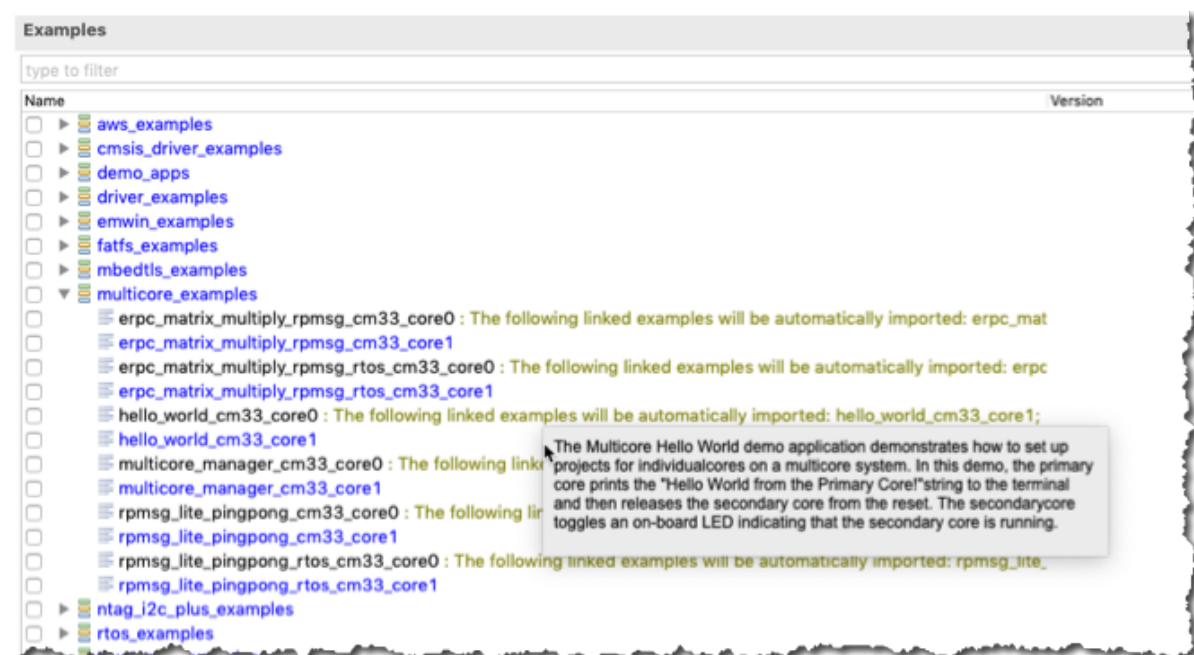 Examples
type to filter
Name Version
aws_examples
cmsis_driver_examples
demo_apps
driver_examples
emwin_examples
fatfs_examples
mbedtls_examples
multicore_examples
erpc_matrix_multiply_rpmsg_cm33_core0 : The following linked examples will be automatically imported: erpc_mat
erpc_matrix_multiply_rpmsg_cm33_core1
erpc_matrix_multiply_rpmsg_rtos_cm33_core0 : The following linked examples will be automatically imported: erpc
erpc_matrix_multiply_rpmsg_rtos_cm33_core1
hello_world_cm33_core0 : The following linked examples will be automatically imported: hello_world_cm33_core1;
hello_world_cm33_core1
multicore_manager_cm33_core0 : The following linke
multicore_manager_cm33_core1
rpmsg_lite_pingpong_cm33_core0 : The following lin
rpmsg_lite_pingpong_cm33_core1
rpmsg_lite_pingpong_rtos_cm33_core0 : The following linked examples will be automatically imported: rpmsg_lite_
rpmsg_lite_pingpong_rtos_cm33_core1
ntag_i2c_plus_examples
rtos_examples
The Multicore Hello World demo application demonstrates how to set up
projects for individualcores on a multicore system. In this demo, the primary
core prints the "Hello World from the Primary Core!"string to the terminal
and then releases the secondary core from the reset. The secondarycore
toggles an on-board LED indicating that the secondary core is running.